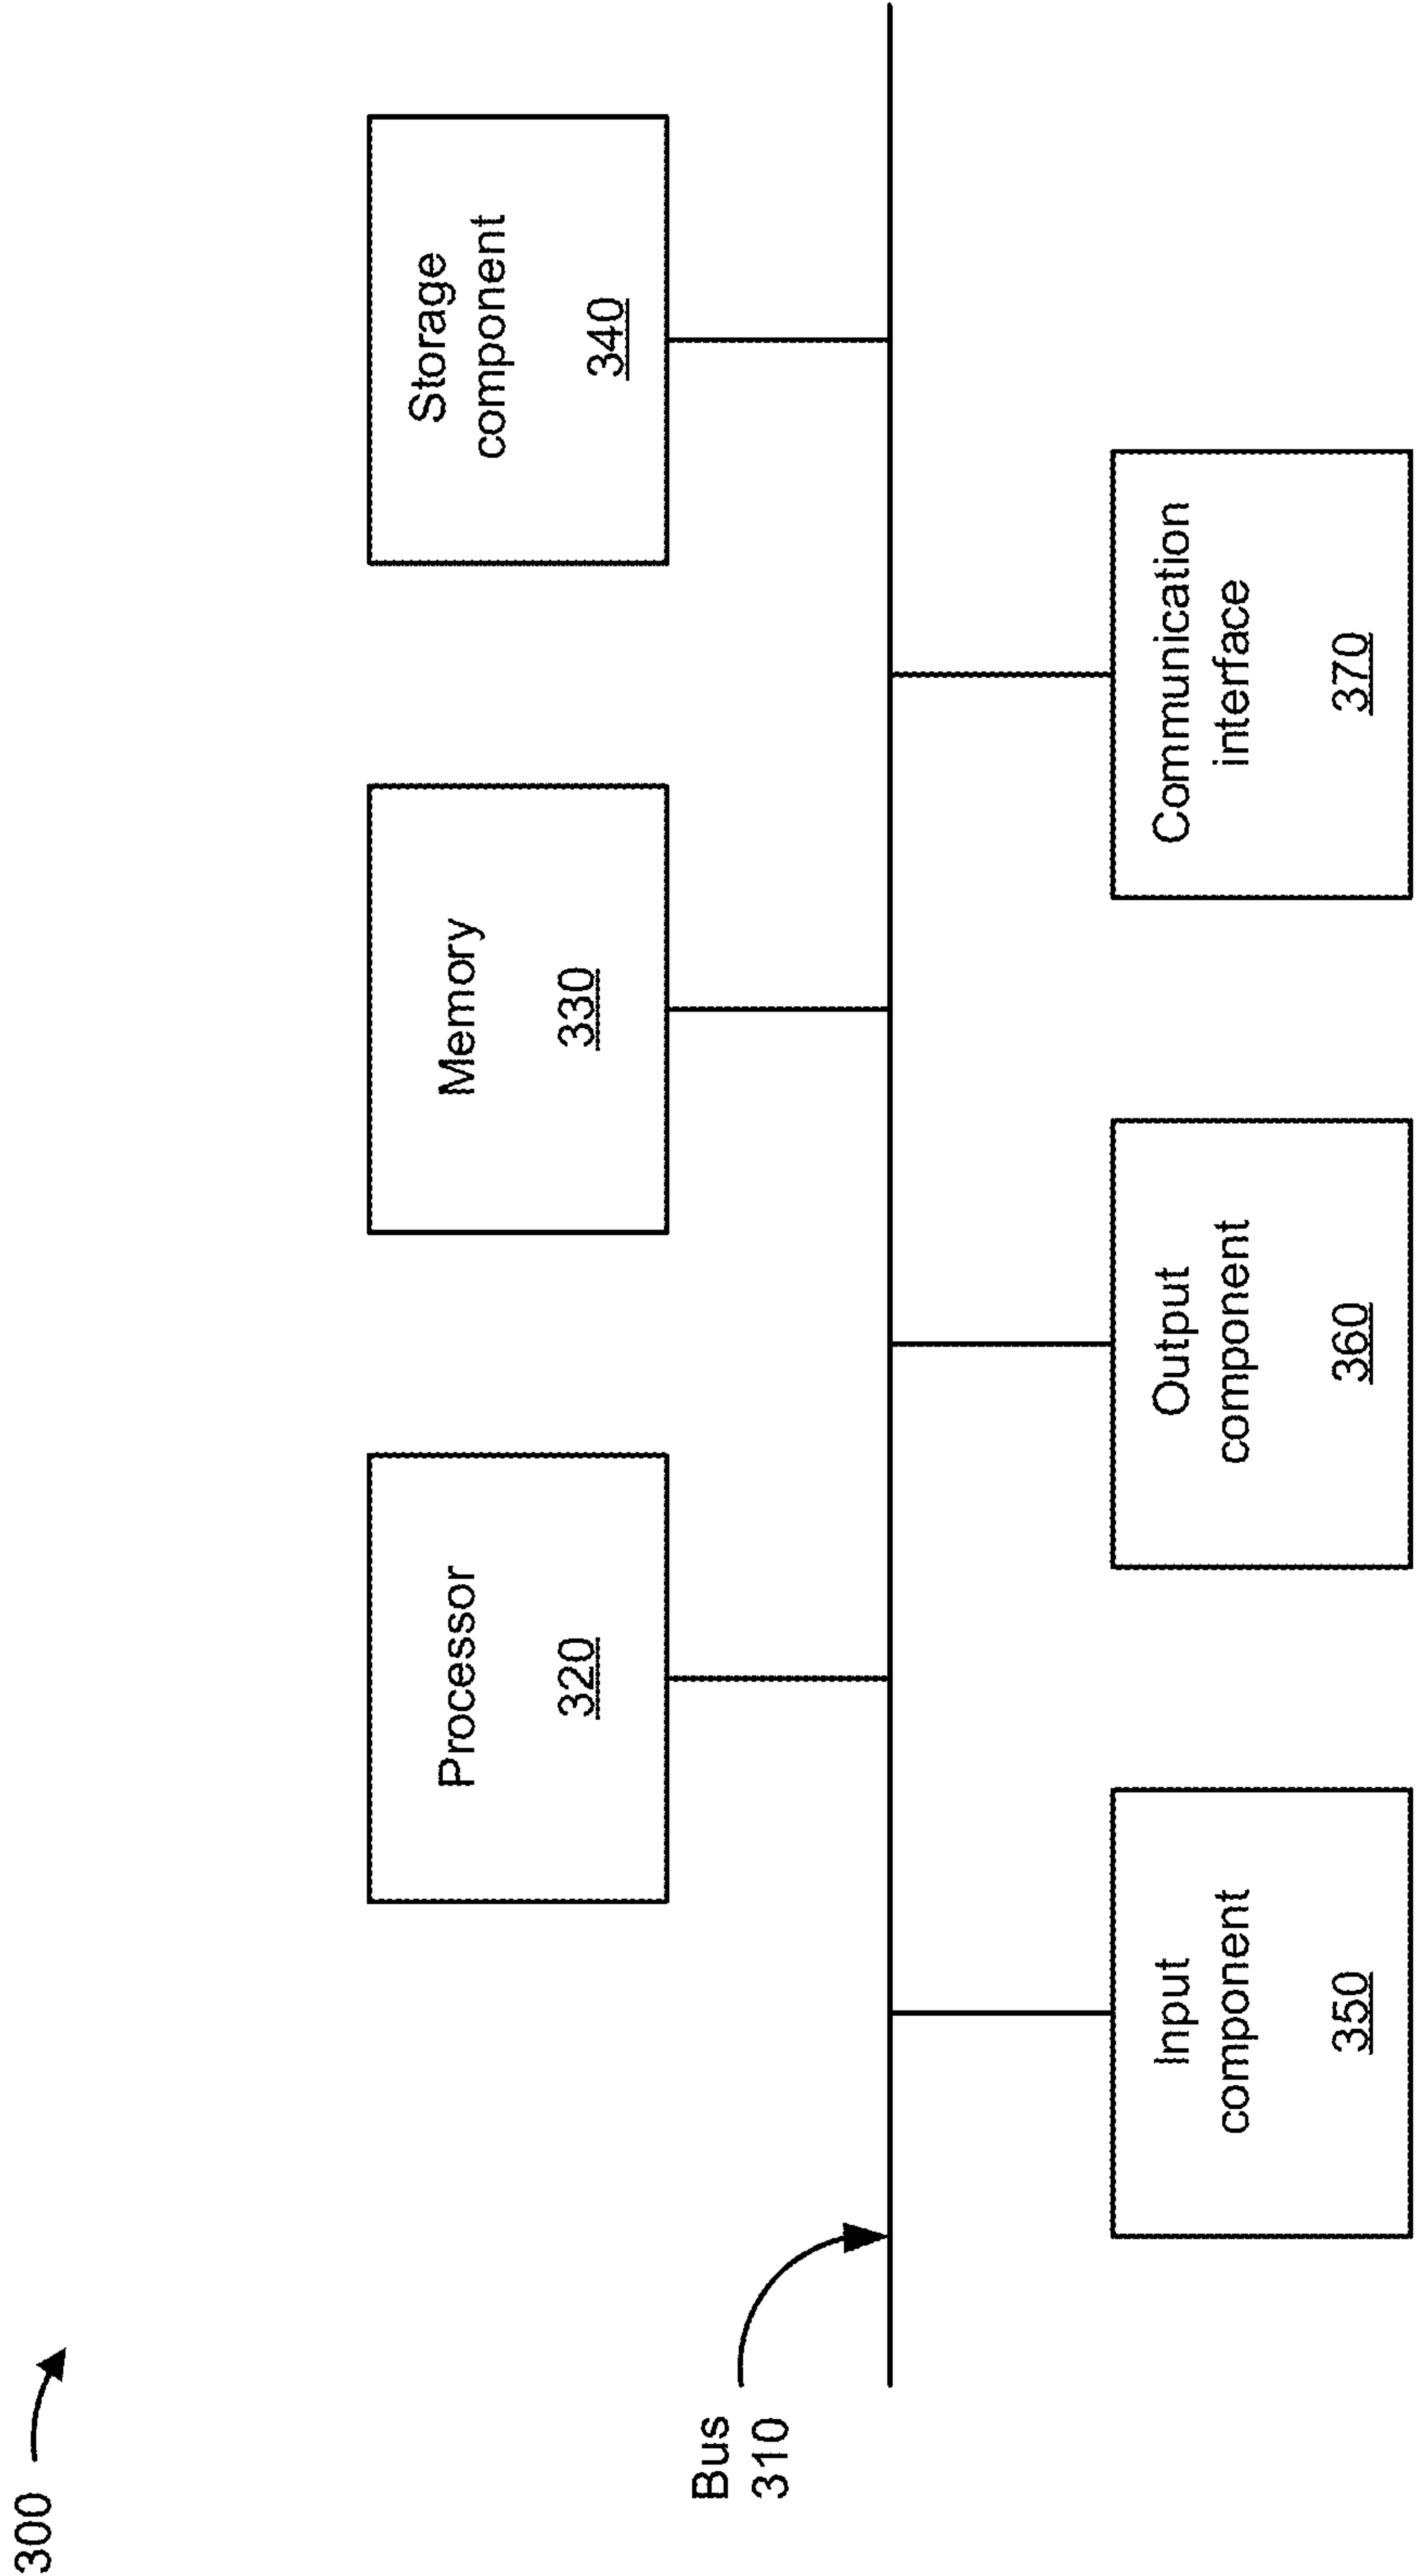 300
Bus
310
Processor
320
Memory
330
Storage
component
340
Input
component
350
Output
component
360
Communication
interface
370